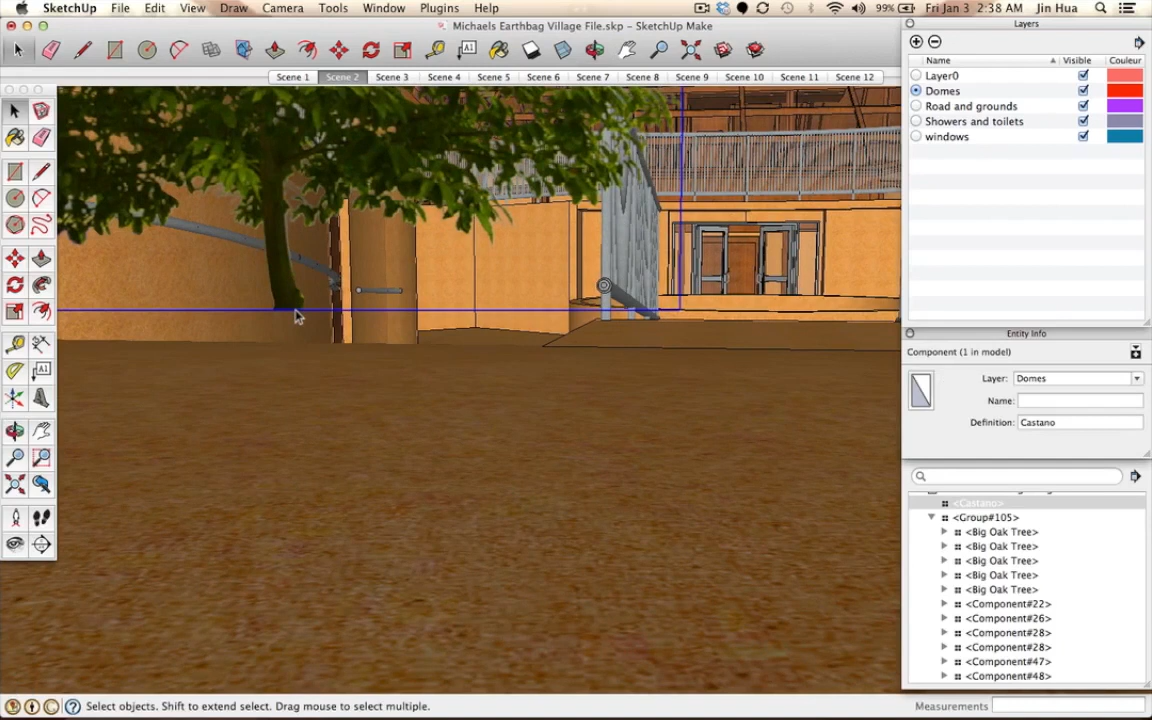 SketchUp File Edit View Draw Camera Tools Window Plugins Help 99% Fri Jan 3 2:38 AM Jin Hua
Michaels Earthbag Village File.skp - SketchUp Make
Layers
Scene 1 Scene 2 Scene 3 Scene 4 Scene 5 Scene 6 Scene 7 Scene 8 Scene 9 Scene 10 Scene 11 Scene 12
Name Visible Colour
Layer0
Domes
Road and grounds
Showers and toilets
windows
Entity Info
Component (1 in model)
Layer: Domes
Name:
Definition: Castano
<Castano>
<Group#105>
<Big Oak Tree>
<Big Oak Tree>
<Big Oak Tree>
<Big Oak Tree>
<Big Oak Tree>
<Component#22>
<Component#26>
<Component#28>
<Component#28>
<Component#47>
<Component#48>
Select objects. Shift to extend select. Drag mouse to select multiple.
Measurements